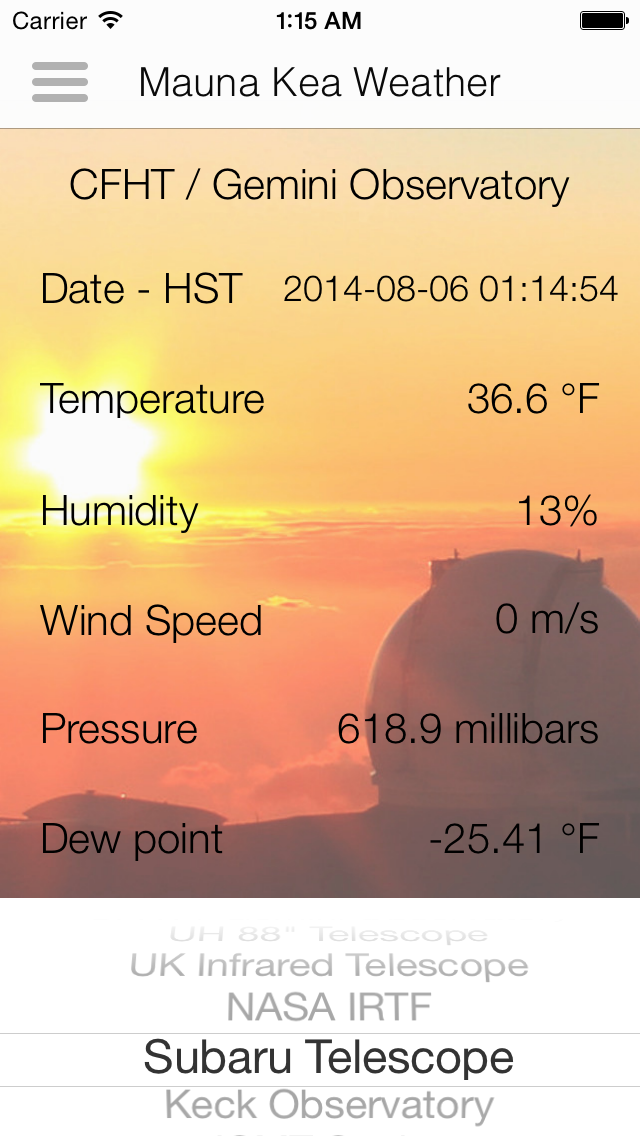 Carrier 1:15 AM
Mauna Kea Weather
CFHT / Gemini Observatory
Date - HST 2014-08-06 01:14:54
Temperature 36.6 °F
Humidity 13%
Wind Speed 0 m/s
Pressure 618.9 millibars
Dew point -25.41 °F
UH 88" Telescope
UK Infrared Telescope
NASA IRTF
Subaru Telescope
Keck Observatory